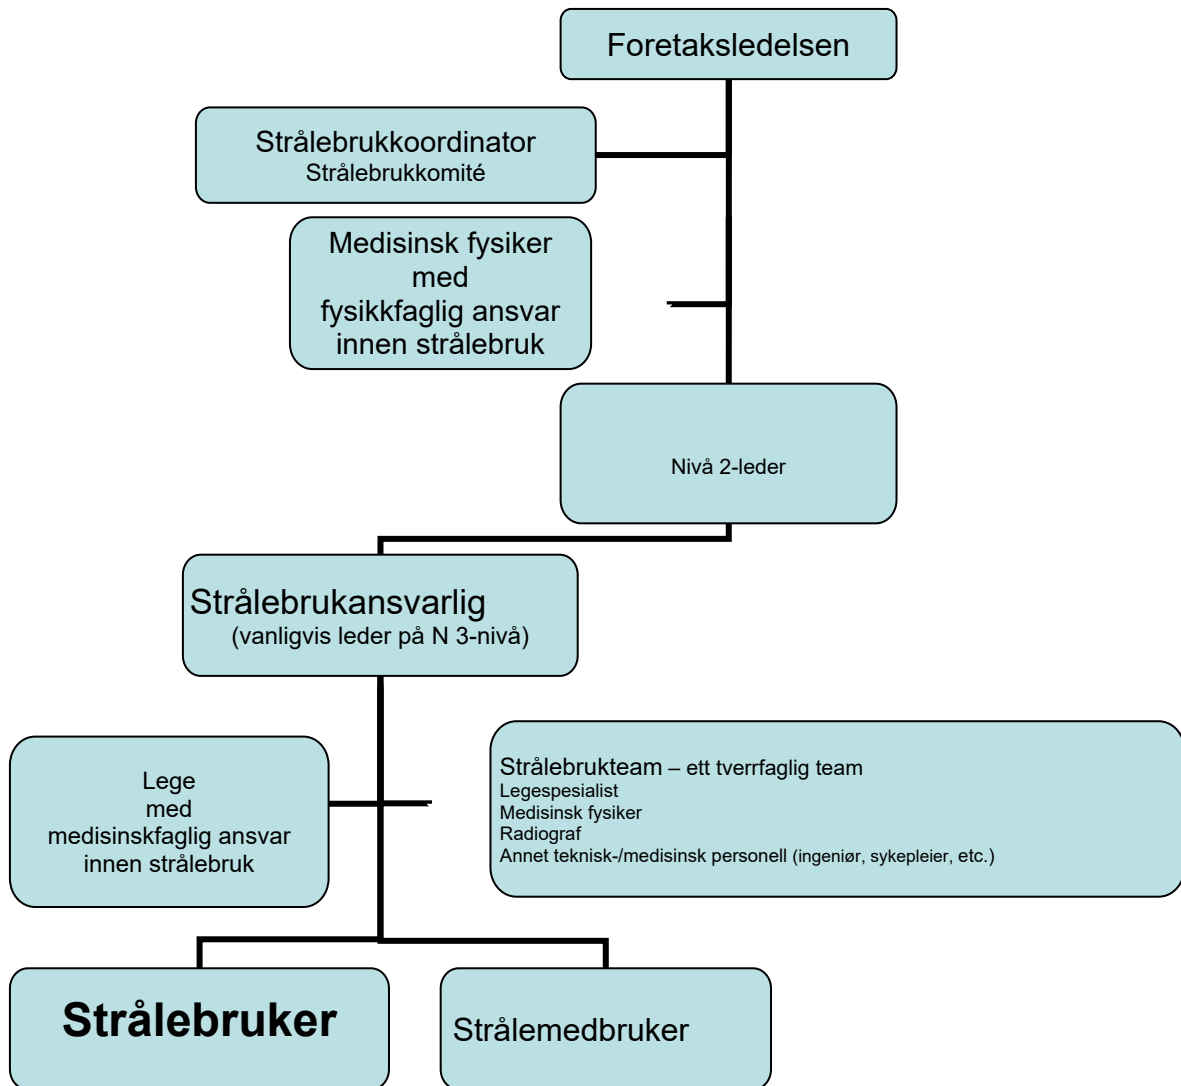 Foretaksledelsen
Strålebrukkoordinator
Strålebrukkomité
Medisinsk fysiker
med
fysikkfaglig ansvar
innen strålebruk
Nivå 2-leder
Strålebrukansvarlig
(vanligvis leder på N 3-nivå)
Lege
med
medisinskfaglig ansvar
innen strålebruk
Strålebrukteam – ett tverrfaglig team
Legespesialist
Medisinsk fysiker
Radiograf
Annet teknisk-/medisinsk personell (ingeniør, sykepleier, etc.)
Strålebruker
Strålemedbruker